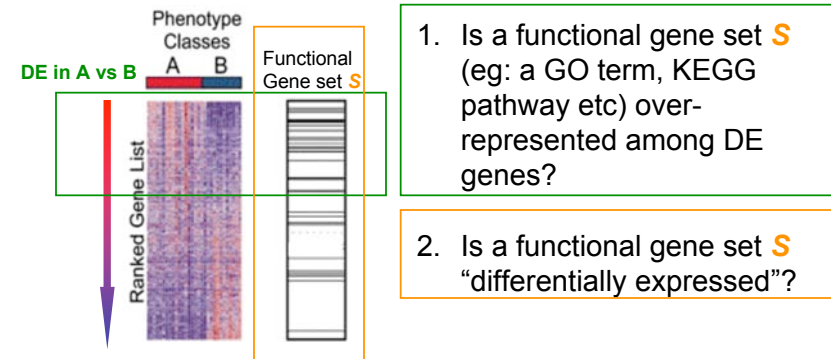 Phenotype
Classes
A B
DE in A vs B
Functional
Gene set S
Ranked Gene List
1. Is a functional gene set S
(eg: a GO term, KEGG
pathway etc) over-
represented among DE
genes?
2. Is a functional gene set S
“differentially expressed”?